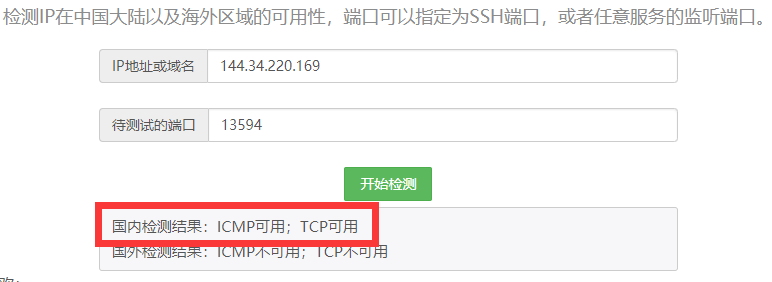 检测IP在中国大陆以及海外区域的可用性，端口可以指定为SSH端口，或者任意服务的监听端口。
IP地址或域名 144.34.220.169
待测试的端口 13594
开始检测
国内检测结果：ICMP可用；TCP可用
国外检测结果：ICMP不可用；TCP不可用